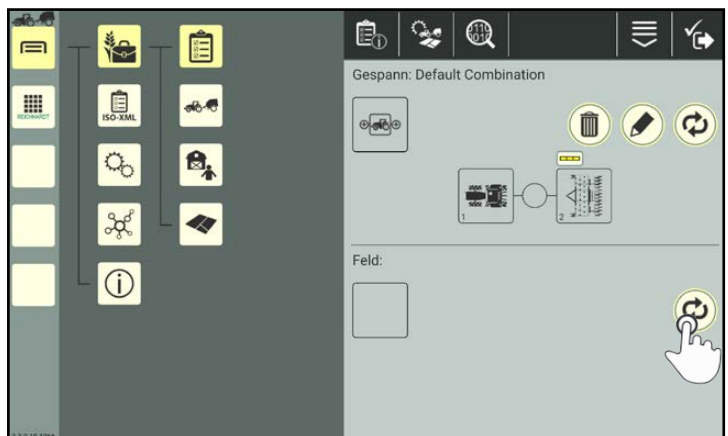 Gespann: Default Combination
REICHHARDT
ISO-XML
1
2
Feld: